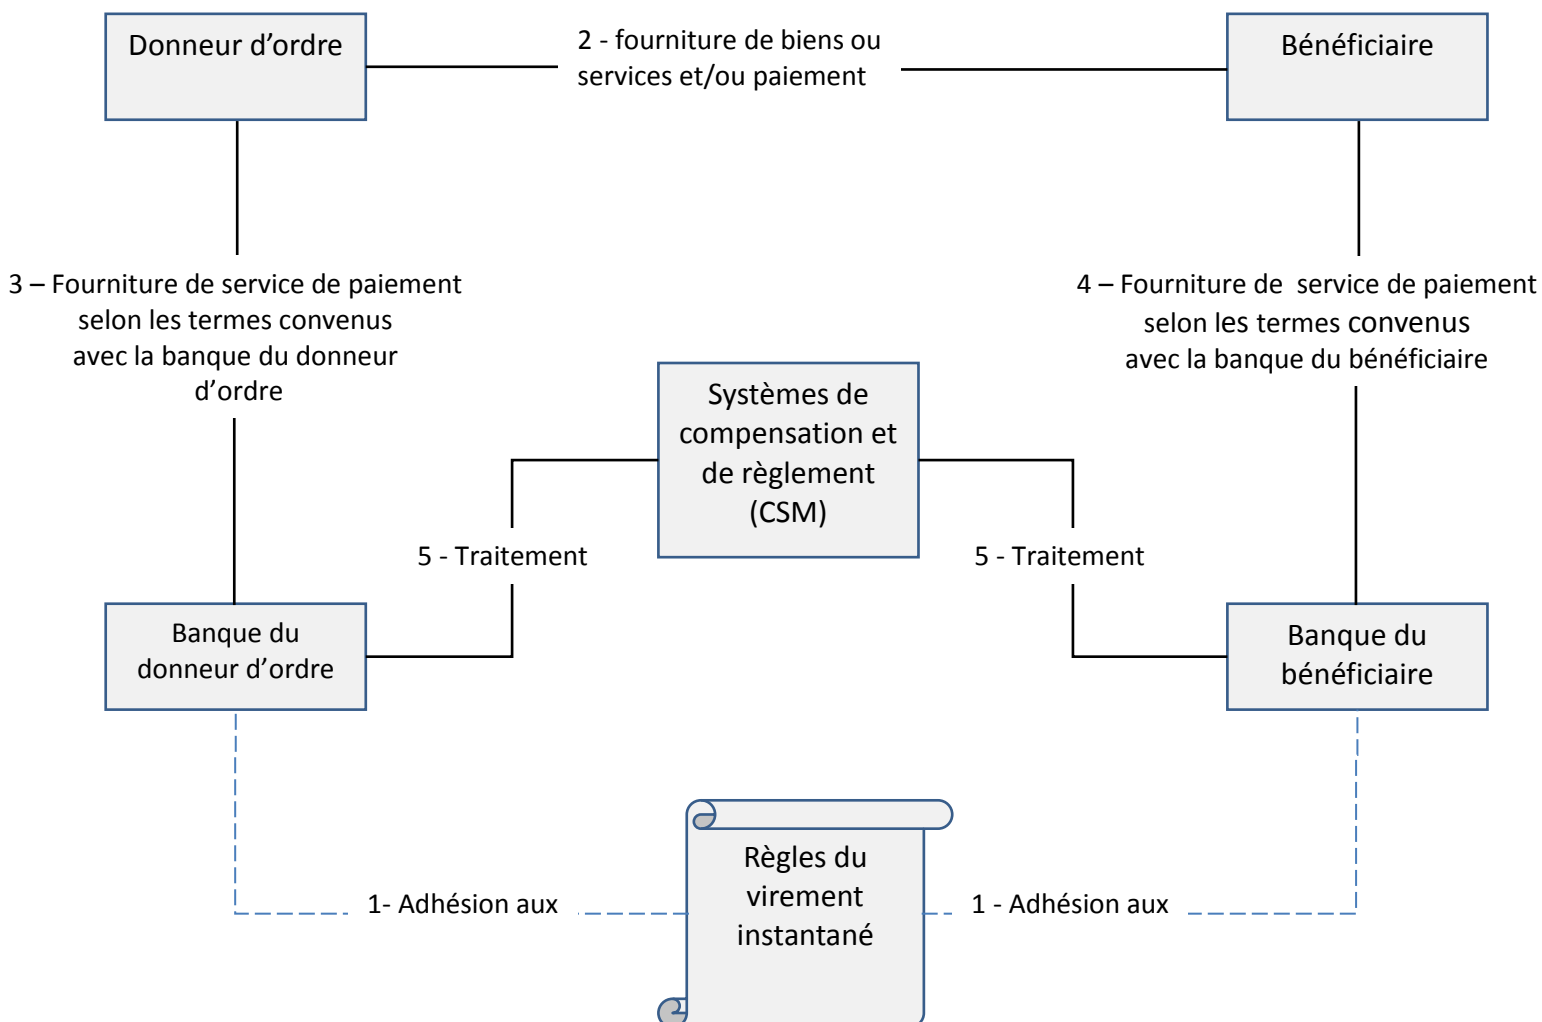 Donneur d’ordre
2 - fourniture de biens ou
services et/ou paiement
Bénéficiaire
3 – Fourniture de service de paiement
selon les termes convenus
avec la banque du donneur
d’ordre
4 – Fourniture de  service de paiement
selon les termes convenus
avec la banque du bénéficiaire
Systèmes de
compensation et
de règlement
(CSM)
5 - Traitement
5 - Traitement
Banque du
donneur d’ordre
Banque du
bénéficiaire
1- Adhésion aux
Règles du
virement
instantané
1 - Adhésion aux